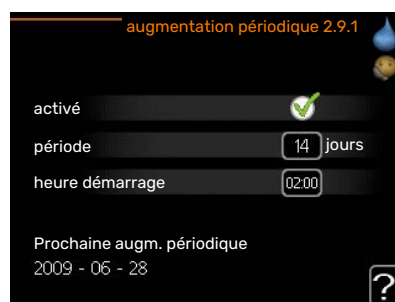 augmentation périodique 2.9.1
activé
période 14 jours
heure démarrage 02:00
Prochaine augm. périodique
2009 - 06 - 28
?